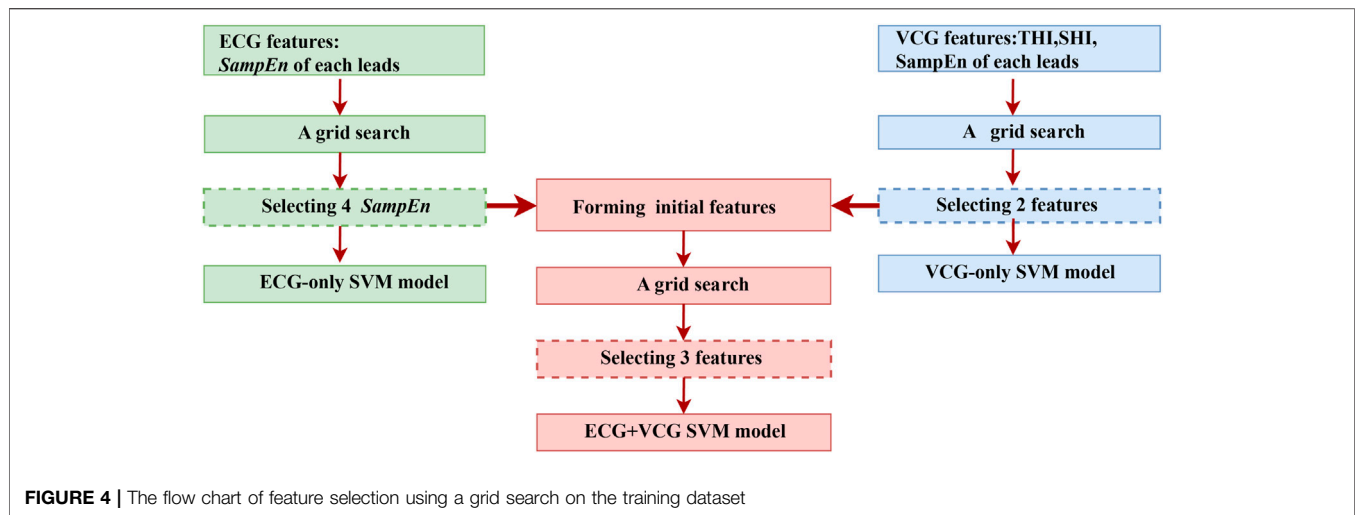 ECG features:
SampEn of each leads
A grid search
Selecting 4 SampEn
ECG-only SVM model
VCG features:THI,SHI,
SampEn of each leads
A grid search
Selecting 2 features
VCG-only SVM model
Forming initial features
A grid search
Selecting 3 features
ECG+VCG SVM model
FIGURE 4 | The flow chart of feature selection using a grid search on the training dataset